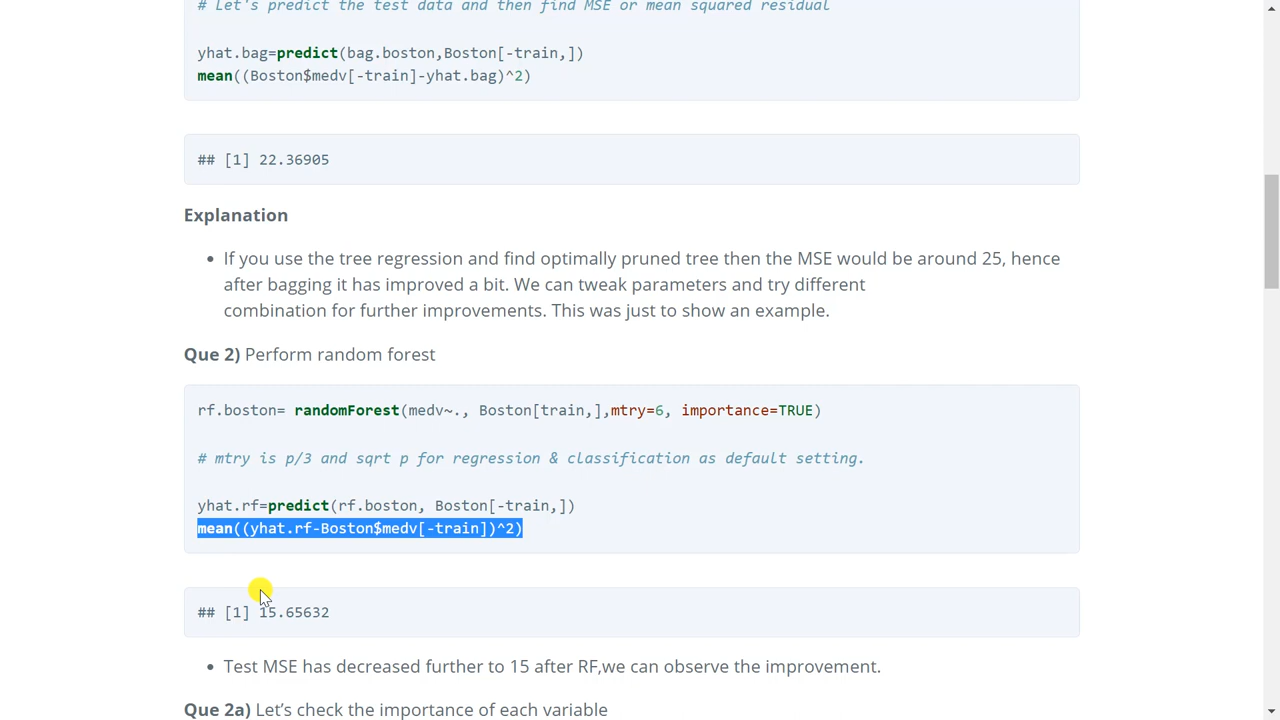 # Let's predict the test data and then find MSE or mean squared residual
yhat.bag=predict(bag.boston,Boston[-train,])
mean((Boston$medv[-train]-yhat.bag)^2)
## [1] 22.36905
Explanation
• If you use the tree regression and find optimally pruned tree then the MSE would be around 25, hence
after bagging it has improved a bit. We can tweak parameters and try different
combination for further improvements. This was just to show an example.
Que 2) Perform random forest
rf.boston= randomForest(medv~., Boston[train,],mtry=6, importance=TRUE)
# mtry is p/3 and sqrt p for regression & classification as default setting.
yhat.rf=predict(rf.boston, Boston[-train,])
mean((yhat.rf-Boston$medv[-train])^2)
## [1] 15.65632
• Test MSE has decreased further to 15 after RF,we can observe the improvement.
Que 2a) Let’s check the importance of each variable